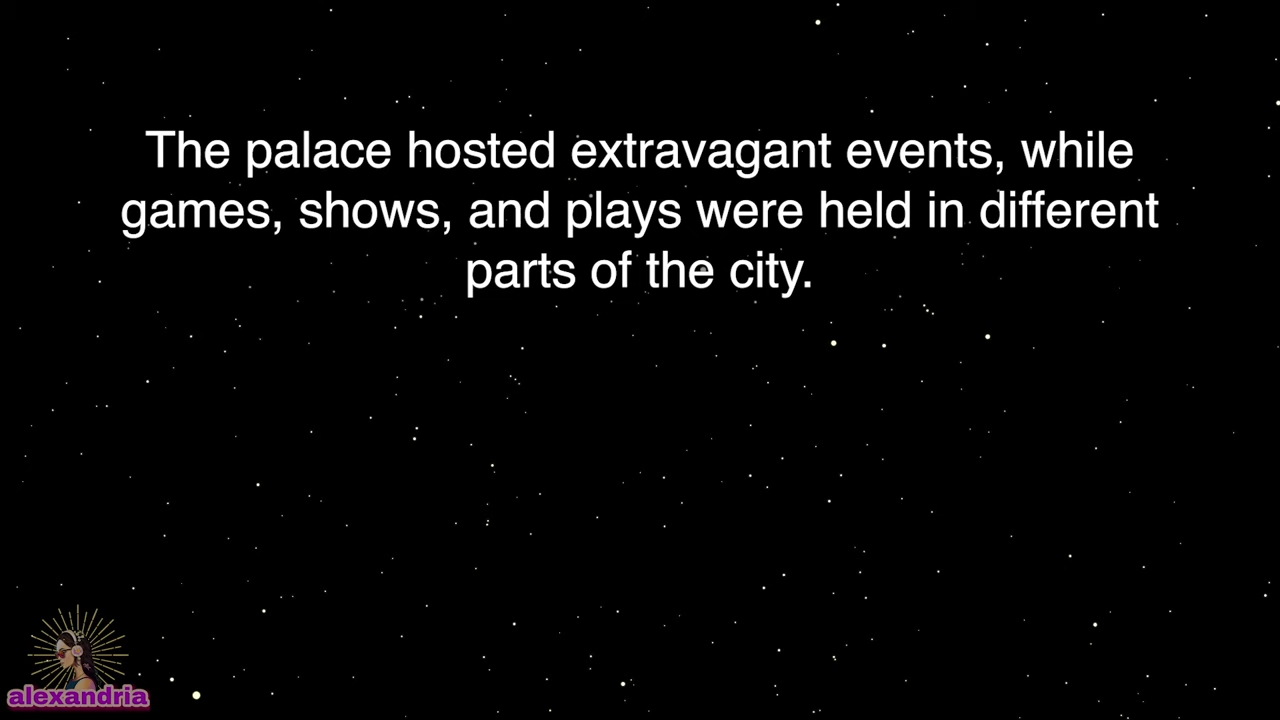 The palace hosted extravagant events, while
games, shows, and plays were held in different
parts of the city.
alexandria